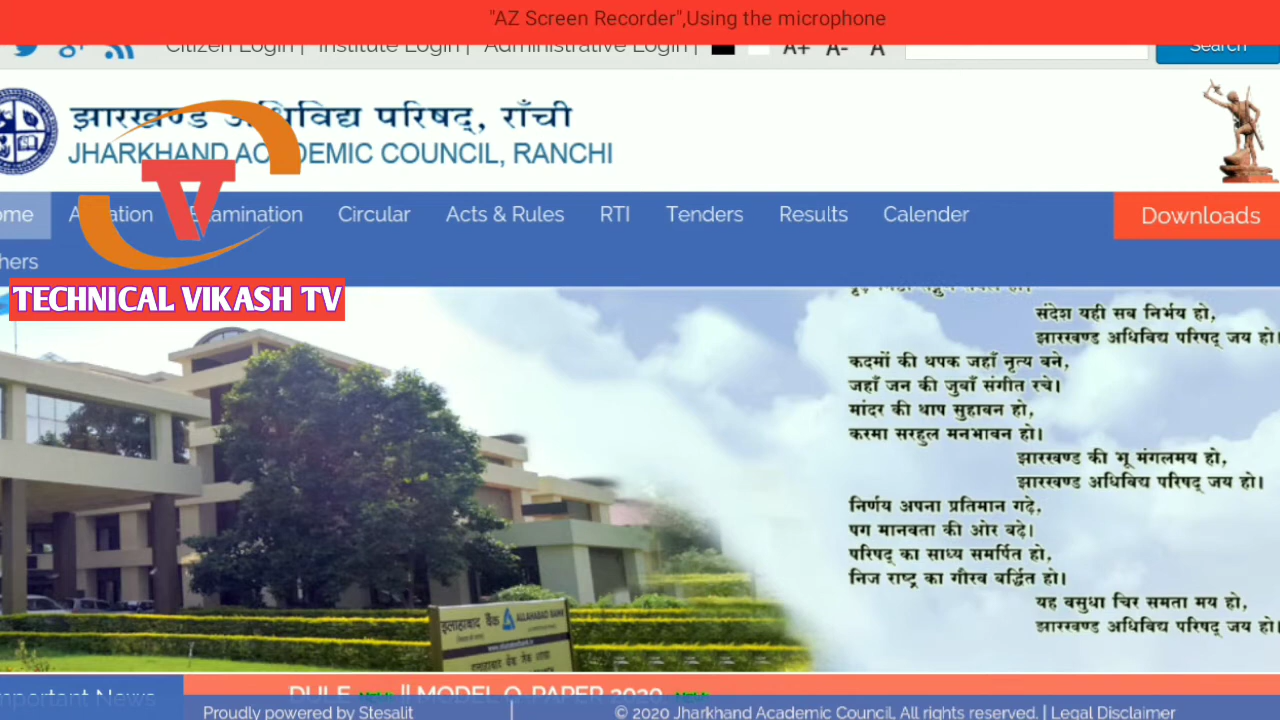 "AZ Screen Recorder",Using the microphone
Citizen Login | Institute Login | Administrative Login | A+ A- A Search
झारखण्ड अधिविद्य परिषद्, राँची
JHARKHAND ACADEMIC COUNCIL, RANCHI
Examination Circular Acts & Rules RTI Tenders Results Calender Downloads
TECHNICAL VIKASH TV
संदेश यही सब निर्भय हो,
झारखण्ड अधिविद्य परिषद् जय हो।
कदमों की थपक जहाँ नृत्य बने,
जहाँ जन की जुबाँ संगीत रचे।
मांदर की थाप सुहावन हो,
करमा सरहुल मनभावन हो।
झारखण्ड की भू मंगलमय हो,
झारखण्ड अधिविद्य परिषद् जय हो।
निर्णय अपना प्रतिमान गढ़े,
पग मानवता की ओर बढ़े।
परिषद् का साध्य समर्पित हो,
निज राष्ट्र का गौरव बर्द्धित हो।
यह बसुधा चिर समता मय हो,
झारखण्ड अधिविद्य परिषद् जय हो।
इलाहाबाद बैंक ALLAHABAD BANK
MODEL Q. PAPER 2020
Proudly powered by Stesalit | © 2020 Jharkhand Academic Council, All rights reserved. | Legal Disclaimer